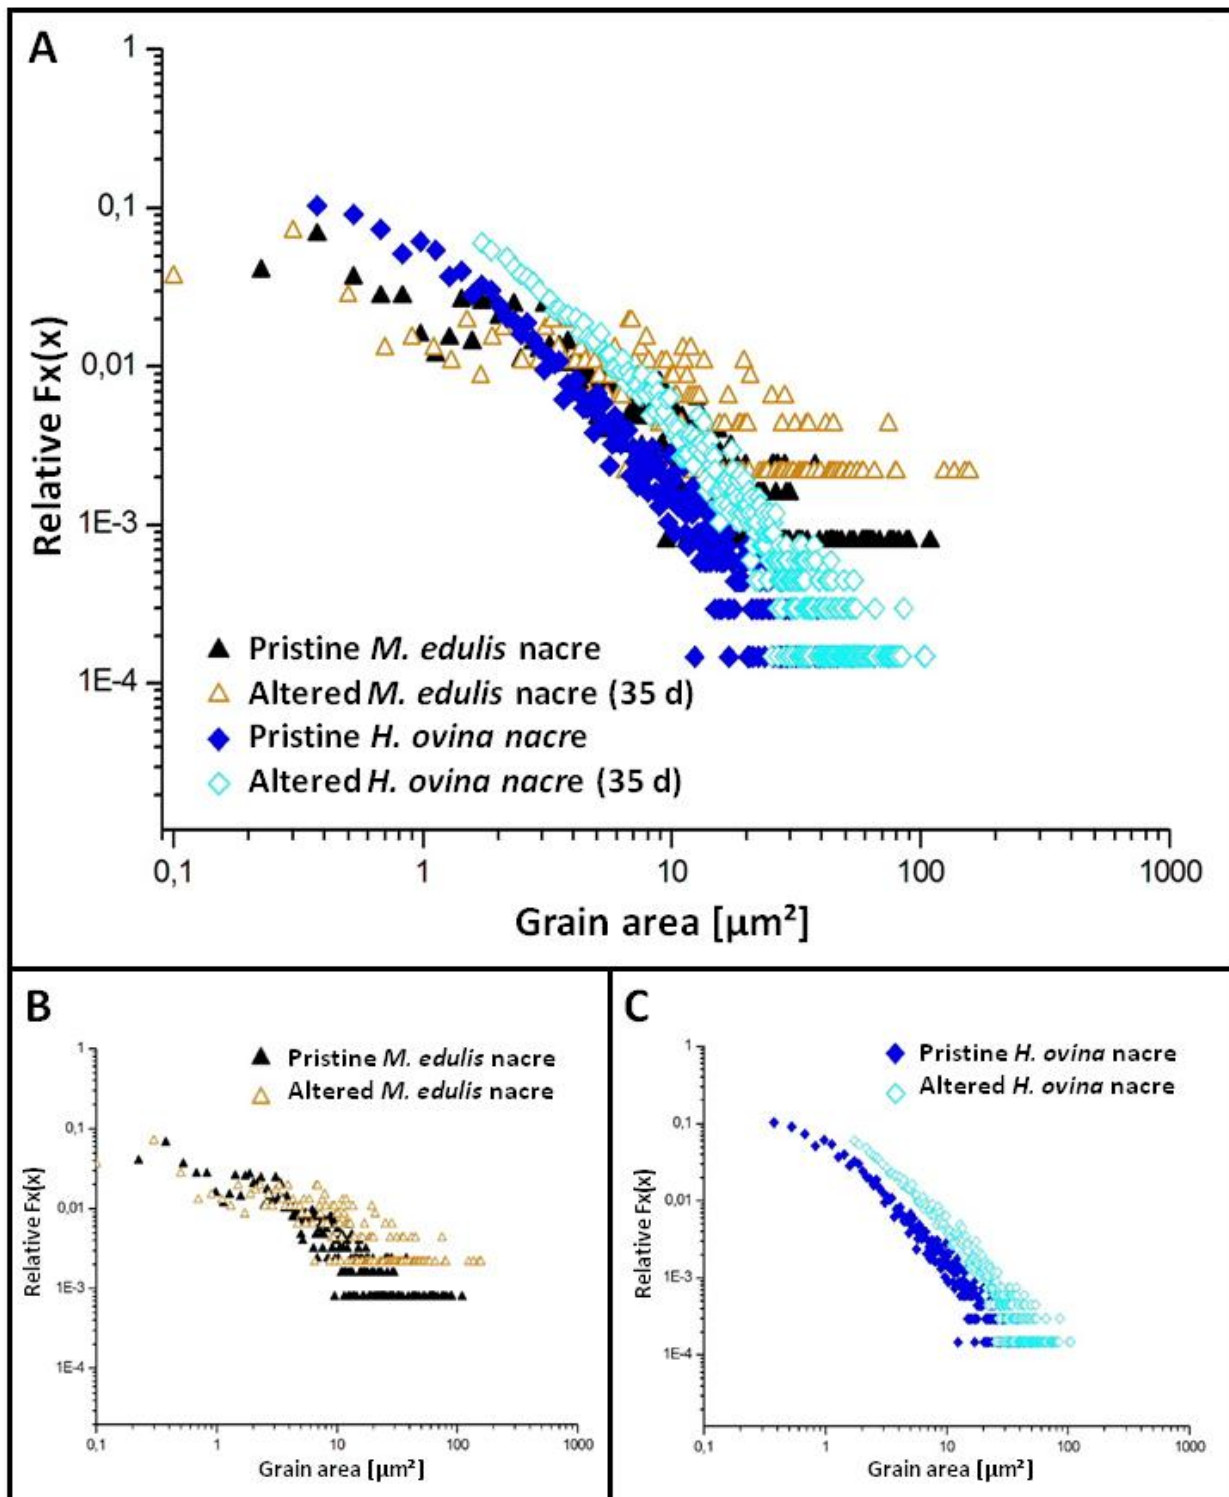 A
1
0,1
0,01
1E-3
1E-4
Relative Fx(x)
Pristine M. edulis nacre
Altered M. edulis nacre (35 d)
Pristine H. ovina nacre
Altered H. ovina nacre (35 d)
0,1 1 10 100 1000
Grain area [µm²]
B
Pristine M. edulis nacre
Altered M. edulis nacre
1
0,1
0,01
1E-3
1E-4
Relative Fx(x)
0,1 1 10 100 1000
Grain area [µm²]
C
Pristine H. ovina nacre
Altered H. ovina nacre
1
0,1
0,01
1E-3
1E-4
Relative Fx(x)
0,1 1 10 100 1000
Grain area [µm²]